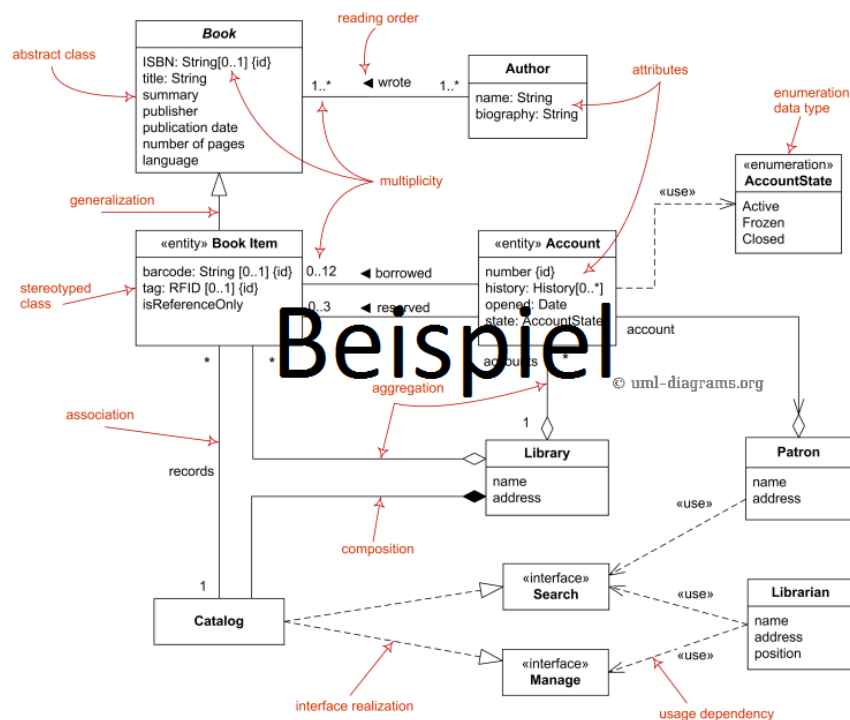 Book
ISBN: String[0..1] {id}
title: String
summary
publisher
publication date
number of pages
language
abstract class
reading order
1..*
◄ wrote
1..*
Author
name: String
biography: String
attributes
enumeration
data type
«enumeration»
AccountState
Active
Frozen
Closed
«use»
generalization
multiplicity
«entity» Book Item
barcode: String [0..1] {id}
tag: RFID [0..1] {id}
isReferenceOnly
stereotyped
class
0..12
◄ borrowed
0..3
◄ reserved
«entity» Account
number {id}
history: History[0..*]
opened: Date
state: AccountState
account
Beispiel
*
*
accounts
*
© uml-diagrams.org
aggregation
association
records
1
Library
name
address
Patron
name
address
composition
«use»
1
Catalog
«interface»
Search
«use»
Librarian
name
address
position
«interface»
Manage
«use»
interface realization
usage dependency